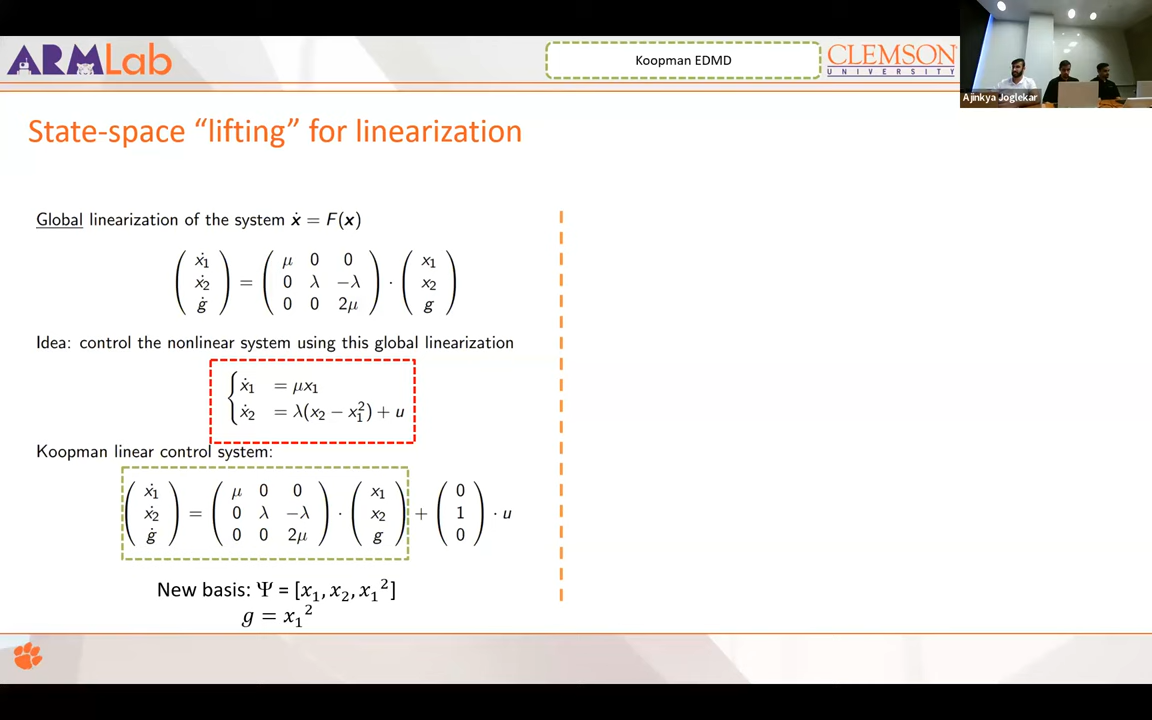 ARMLab
Koopman EDMD
CLEMSON
UNIVERSITY
Ajinkya Joglekar
State-space “lifting” for linearization
Global linearization of the system ẋ = F(x)
( ẋ1 ) = ( μ 0 0 ) · ( x1 )
( ẋ2 ) ( 0 λ −λ ) ( x2 )
( ġ ) ( 0 0 2μ ) ( g )
Idea: control the nonlinear system using this global linearization
{ ẋ1 = μx1
ẋ2 = λ(x2 − x1²) + u
Koopman linear control system:
( ẋ1 ) = ( μ 0 0 ) · ( x1 ) + ( 0 ) · u
( ẋ2 ) ( 0 λ −λ ) ( x2 ) ( 1 )
( ġ ) ( 0 0 2μ ) ( g ) ( 0 )
New basis: Ψ = [x1, x2, x1²]
g = x1²